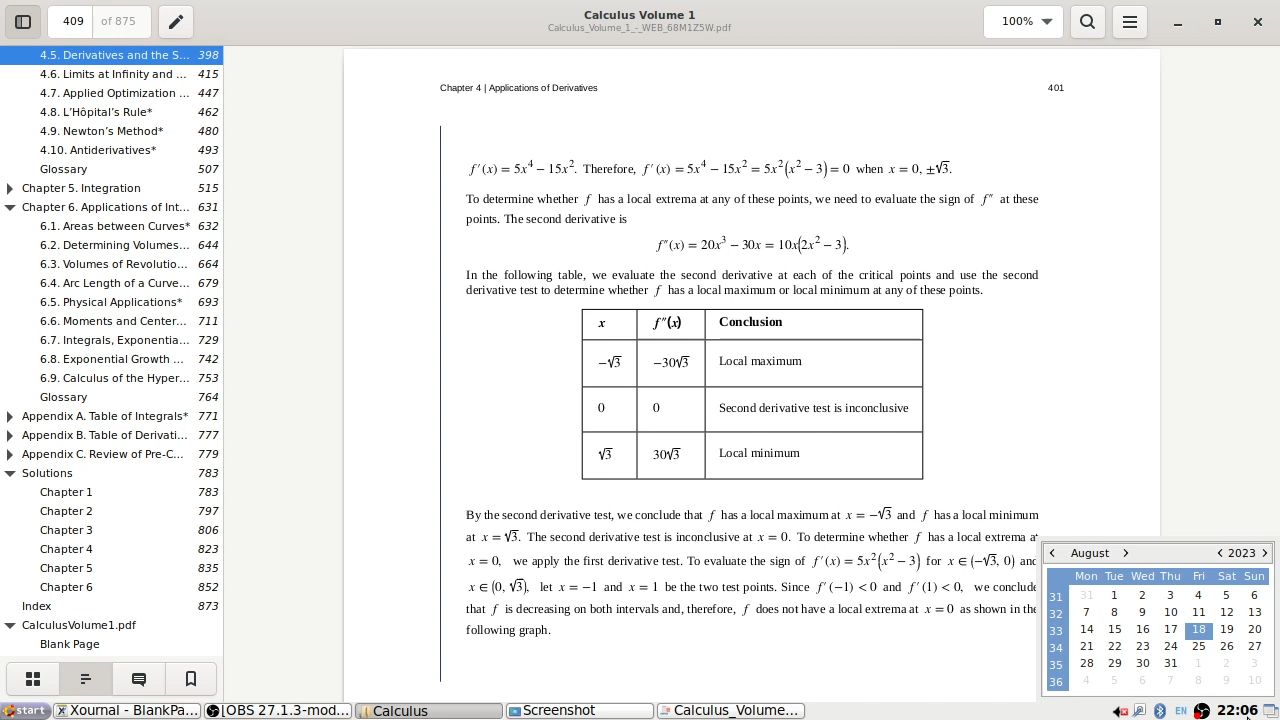 409 of 875
Calculus Volume 1
Calculus_Volume_1_-_WEB_68M1Z5W.pdf
100%
4.5. Derivatives and the S... 398
4.6. Limits at Infinity and ... 415
4.7. Applied Optimization ... 447
4.8. L’Hôpital’s Rule* 462
4.9. Newton’s Method* 480
4.10. Antiderivatives* 493
Glossary 507
Chapter 5. Integration 515
Chapter 6. Applications of Int... 631
6.1. Areas between Curves* 632
6.2. Determining Volumes... 644
6.3. Volumes of Revolutio... 664
6.4. Arc Length of a Curve... 679
6.5. Physical Applications* 693
6.6. Moments and Center... 711
6.7. Integrals, Exponentia... 729
6.8. Exponential Growth ... 742
6.9. Calculus of the Hyper... 753
Glossary 764
Appendix A. Table of Integrals* 771
Appendix B. Table of Derivati... 777
Appendix C. Review of Pre-C... 779
Solutions 783
Chapter 1 783
Chapter 2 797
Chapter 3 806
Chapter 4 823
Chapter 5 835
Chapter 6 852
Index 873
CalculusVolume1.pdf
Blank Page
Chapter 4 | Applications of Derivatives 401
f′(x) = 5x⁴ − 15x². Therefore, f′(x) = 5x⁴ − 15x² = 5x²(x² − 3) = 0 when x = 0, ±√3.
To determine whether f has a local extrema at any of these points, we need to evaluate the sign of f″ at these
points. The second derivative is
f″(x) = 20x³ − 30x = 10x(2x² − 3).
In the following table, we evaluate the second derivative at each of the critical points and use the second
derivative test to determine whether f has a local maximum or local minimum at any of these points.
x f″(x) Conclusion
−√3 −30√3 Local maximum
0 0 Second derivative test is inconclusive
√3 30√3 Local minimum
By the second derivative test, we conclude that f has a local maximum at x = −√3 and f has a local minimum
at x = √3. The second derivative test is inconclusive at x = 0. To determine whether f has a local extrema at
x = 0, we apply the first derivative test. To evaluate the sign of f′(x) = 5x²(x² − 3) for x ∈ (−√3, 0) and
x ∈ (0, √3), let x = −1 and x = 1 be the two test points. Since f′(−1) < 0 and f′(1) < 0, we conclude
that f is decreasing on both intervals and, therefore, f does not have a local extrema at x = 0 as shown in the
following graph.
August 2023
Mon Tue Wed Thu Fri Sat Sun
31 31 1 2 3 4 5 6
32 7 8 9 10 11 12 13
33 14 15 16 17 18 19 20
34 21 22 23 24 25 26 27
35 28 29 30 31 1 2 3
36 4 5 6 7 8 9 10
start
Xournal - BlankPa...
[OBS 27.1.3-mod...
Calculus
Screenshot
Calculus_Volume...
EN
22:06